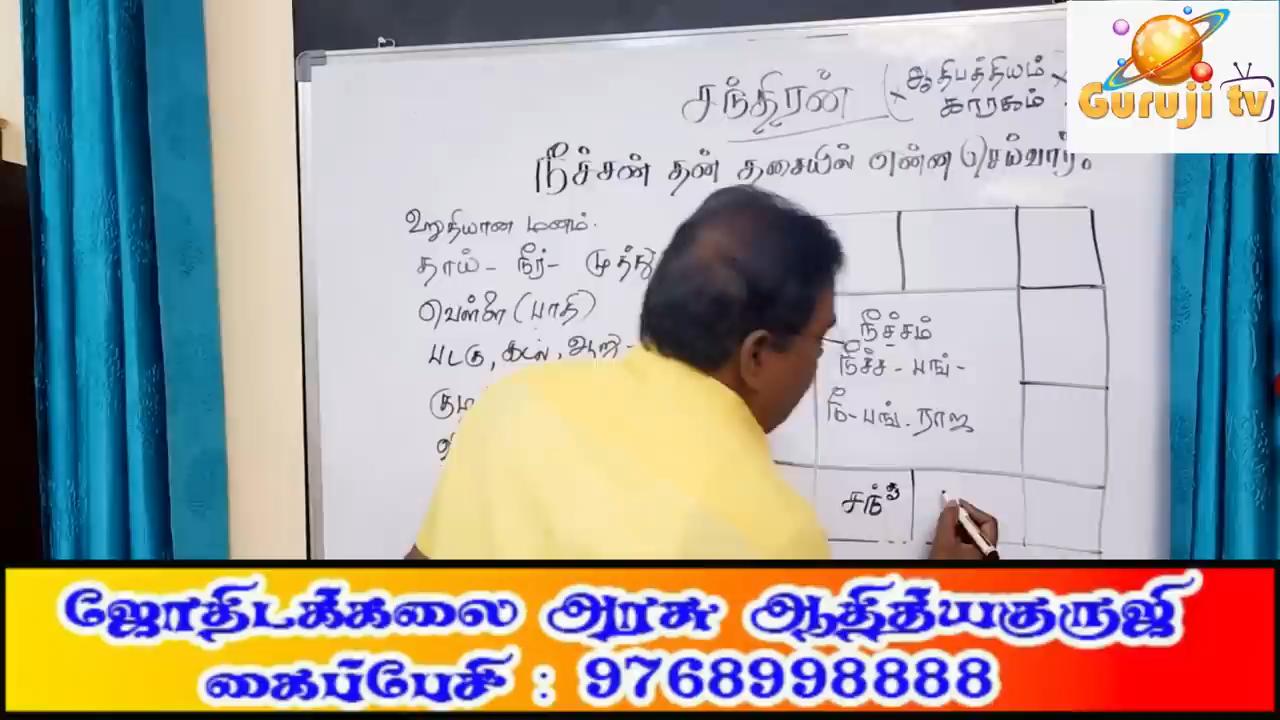 Guruji tv
சந்திரன்
ஆதிபத்தியம்
காரகம்
நீச்சன் தன் தசையில் என்ன செய்வார்.
உறுதியான மனம்.
தாய் - நீர் - முத்து
வெள்ளி (பாதி)
படகு, கடல், ஆறு -
நீச்சம்
நீச்ச - பங் -
நீ - பங். ராஜ
சந்
ஜோதிடக்கலை அரசு ஆதித்யகுருஜி
கைப்பேசி : 9768998888